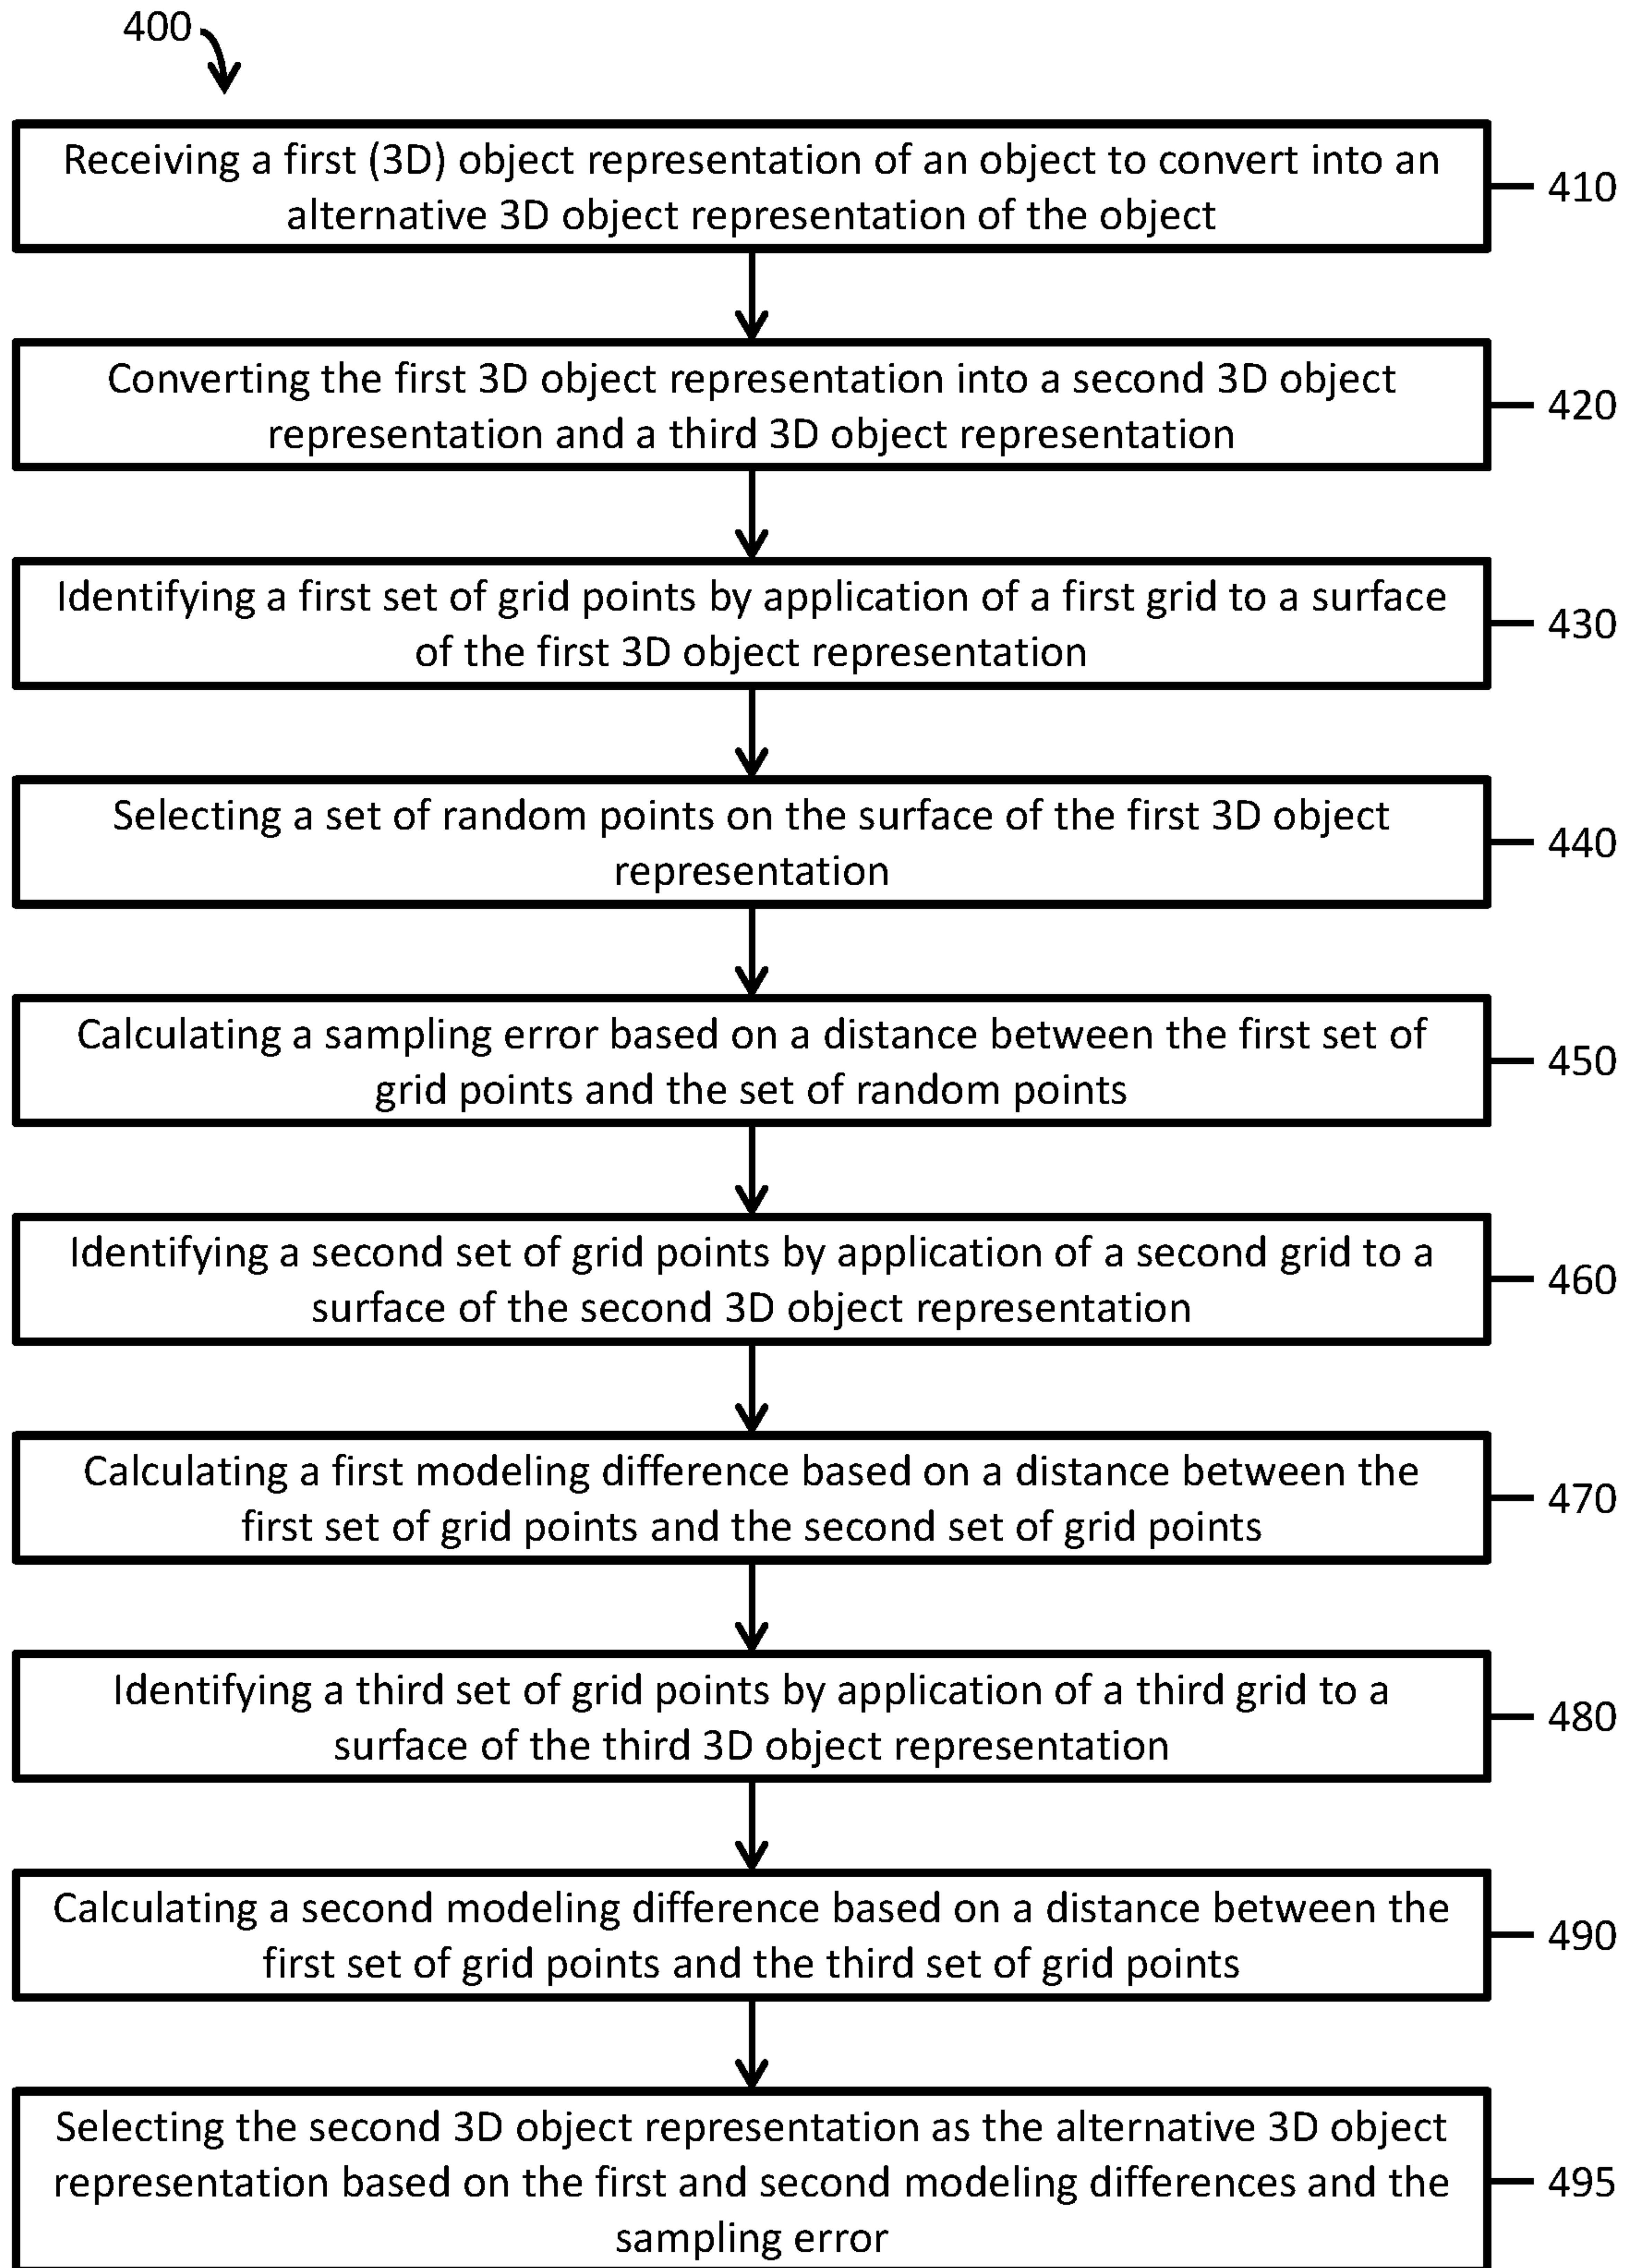 400
Receiving a first (3D) object representation of an object to convert into an
alternative 3D object representation of the object
410
Converting the first 3D object representation into a second 3D object
representation and a third 3D object representation
420
Identifying a first set of grid points by application of a first grid to a surface
of the first 3D object representation
430
Selecting a set of random points on the surface of the first 3D object
representation
440
Calculating a sampling error based on a distance between the first set of
grid points and the set of random points
450
Identifying a second set of grid points by application of a second grid to a
surface of the second 3D object representation
460
Calculating a first modeling difference based on a distance between the
first set of grid points and the second set of grid points
470
Identifying a third set of grid points by application of a third grid to a
surface of the third 3D object representation
480
Calculating a second modeling difference based on a distance between the
first set of grid points and the third set of grid points
490
Selecting the second 3D object representation as the alternative 3D object
representation based on the first and second modeling differences and the
sampling error
495